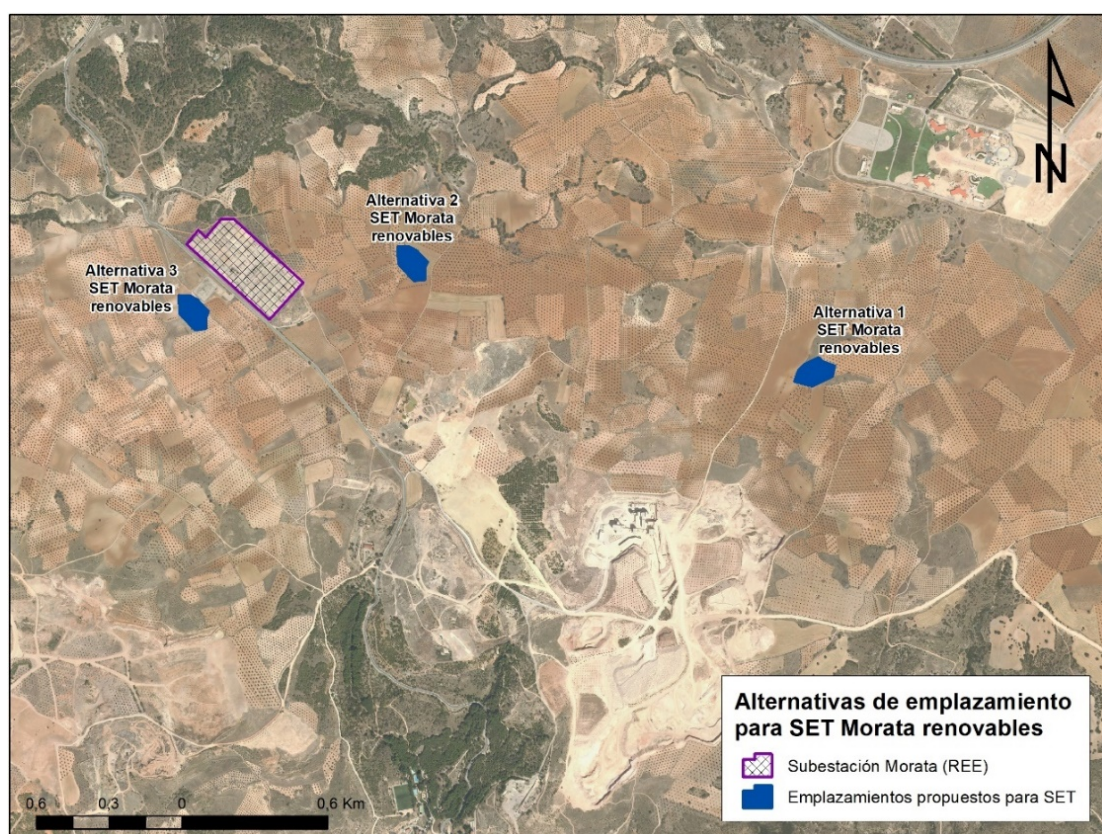 Alternativa 2
SET Morata
renovables
N
Alternativa 3
SET Morata
renovables
Alternativa 1
SET Morata
renovables
Alternativas de emplazamiento
para SET Morata renovables
Subestación Morata (REE)
Emplazamientos propuestos para SET
0,6 0,3 0 0,6 Km